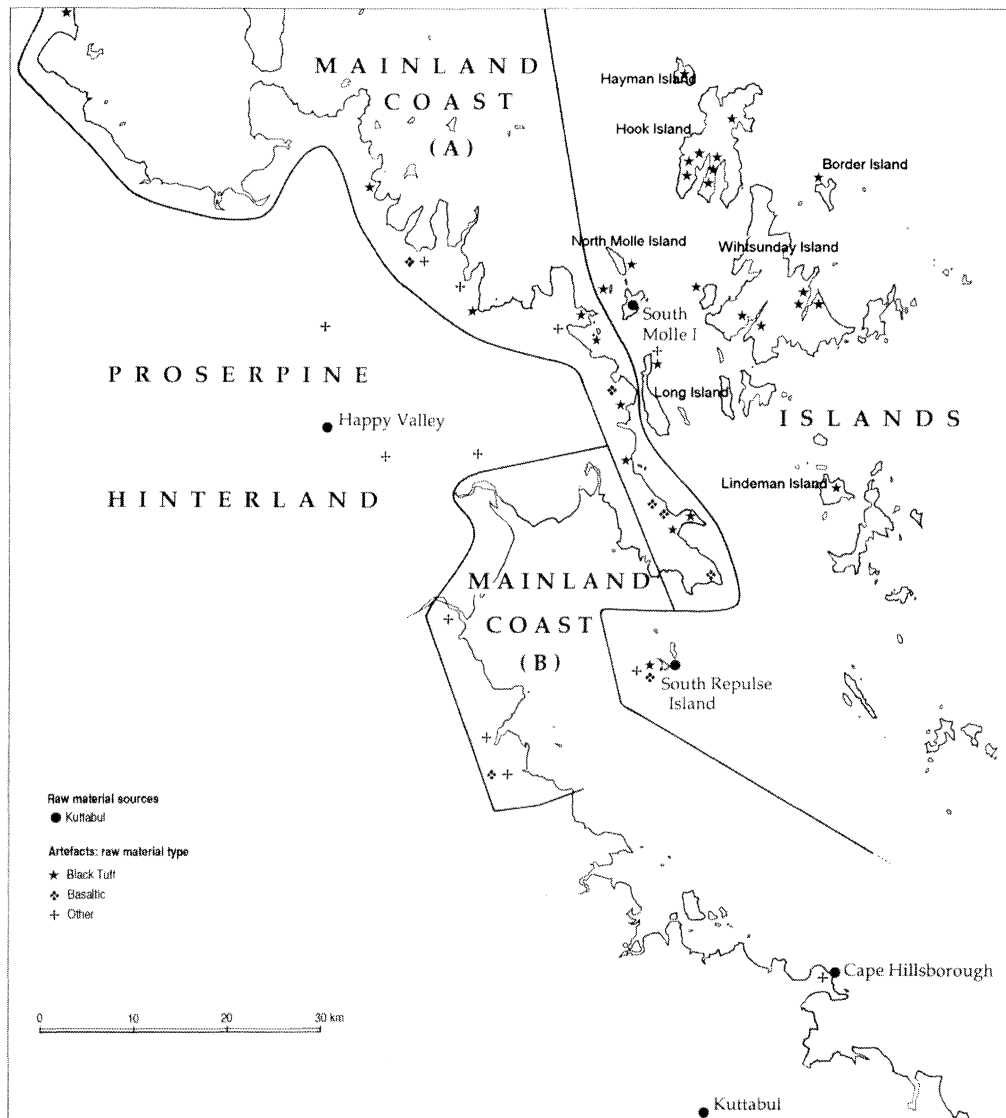 MAINLAND
COAST
(A)
Hayman Island
Hook Island
Border Island
North Molle Island
Wihtsunday Island
South
Molle I
PROSERPINE
Long Island
Happy Valley
ISLANDS
HINTERLAND
Lindeman Island
MAINLAND
COAST
(B)
South Repulse
Island
Raw material sources
Kuttabul
Artefacts: raw material type
Black Tuff
Basaltic
Other
Cape Hillsborough
0 10 20 30 km
Kuttabul